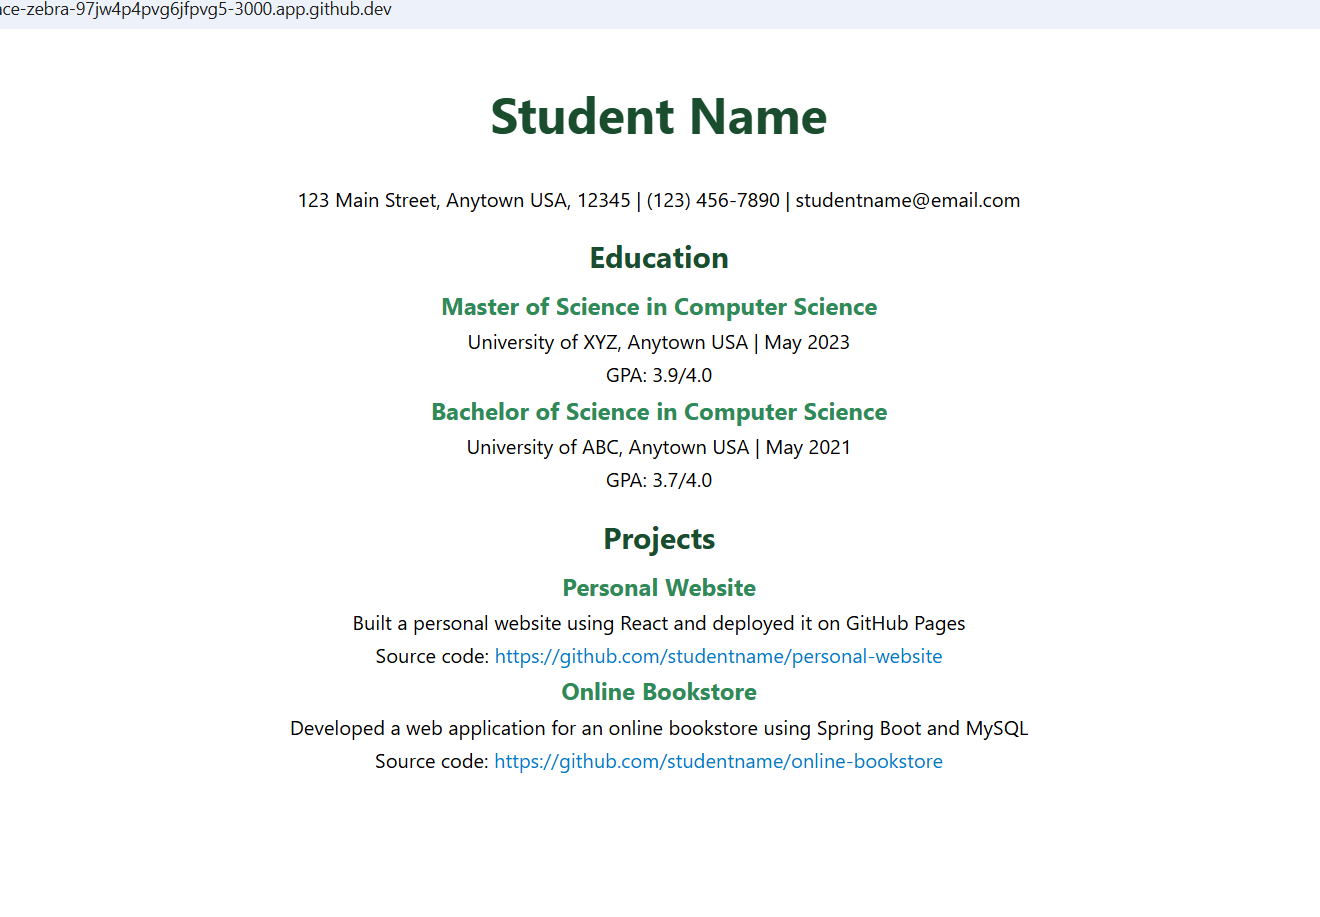 ce-zebra-97jw4p4pvg6jfpvg5-3000.app.github.dev
Student Name
123 Main Street, Anytown USA, 12345 | (123) 456-7890 | studentname@email.com
Education
Master of Science in Computer Science
University of XYZ, Anytown USA | May 2023
GPA: 3.9/4.0
Bachelor of Science in Computer Science
University of ABC, Anytown USA | May 2021
GPA: 3.7/4.0
Projects
Personal Website
Built a personal website using React and deployed it on GitHub Pages
Source code: https://github.com/studentname/personal-website
Online Bookstore
Developed a web application for an online bookstore using Spring Boot and MySQL
Source code: https://github.com/studentname/online-bookstore